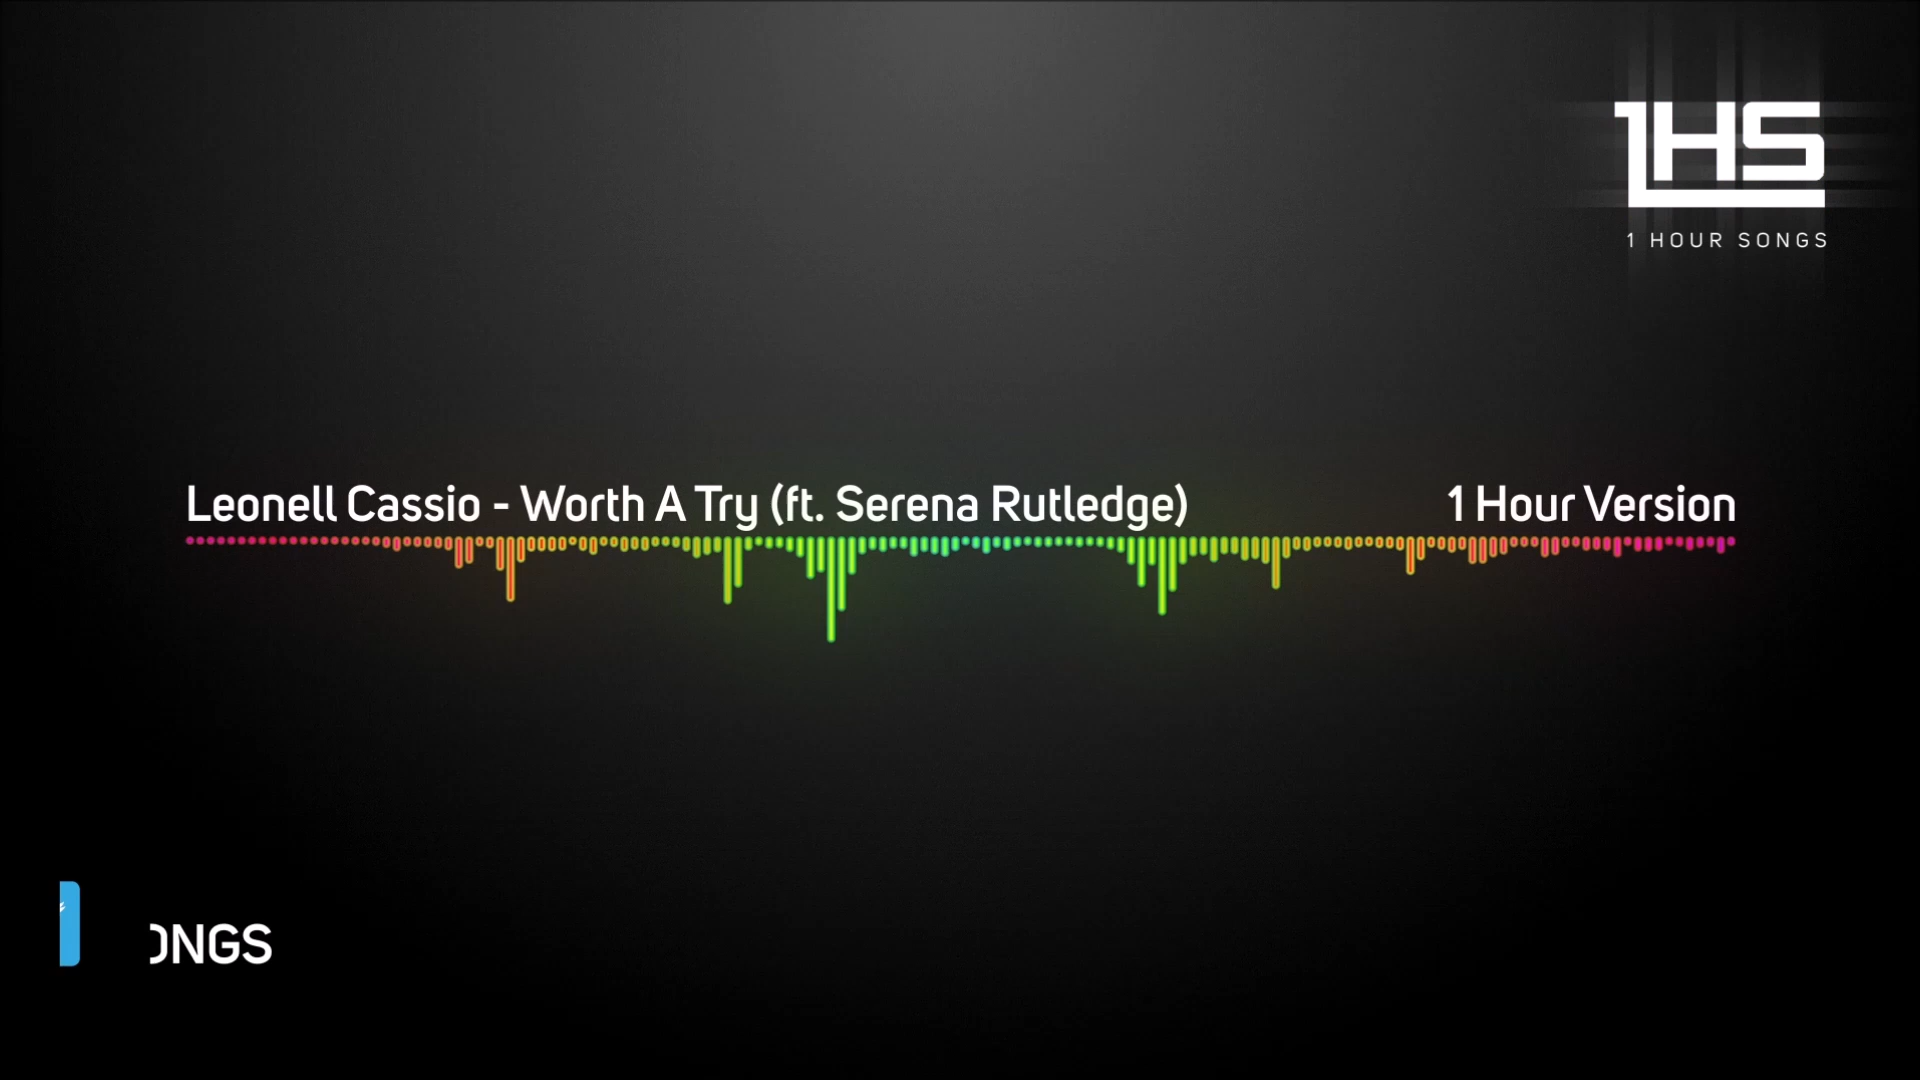 1HS
1 HOUR SONGS
Leonell Cassio - Worth A Try (ft. Serena Rutledge)
1 Hour Version
ONGS